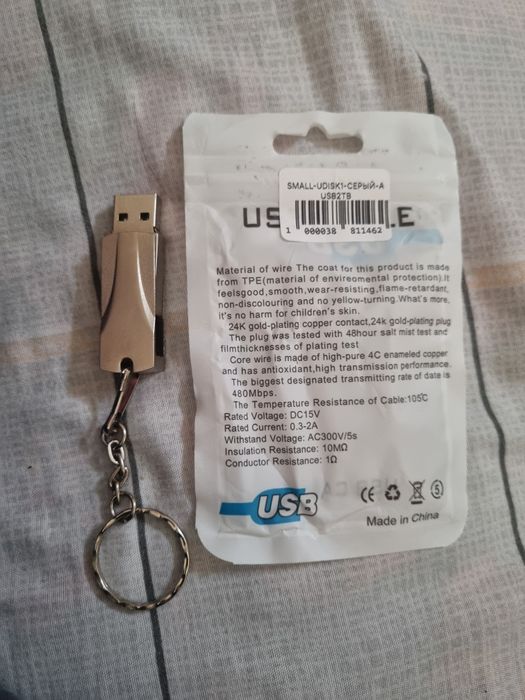 SMALL-UDISK1-СЕРЫЙ-A
USB2TB
US E
1 000038 811462
Material of wire The coat for this product is made
from TPE(material of enviremental protection).It
feelsgood,smooth,wear-resisting,flame-retardant,
non-discolouring and no yellow-turning.What's more,
it's no harm for children's skin.
24K gold-plating copper contact,24k gold-plating plug
The plug was tested with 48hour salt mist test and
filmthicknesses of plating test
Core wire is made of high-pure 4C enameled copper
and has antioxidant,high transmission performance.
The biggest designated transmitting rate of date is
480Mbps.
The Temperature Resistance of Cable:105℃
Rated Voltage: DC15V
Rated Current: 0.3-2A
Withstand Voltage: AC300V/5s
Insulation Resistance: 10MΩ
Conductor Resistance: 1Ω
USB
CE
5
Made in China